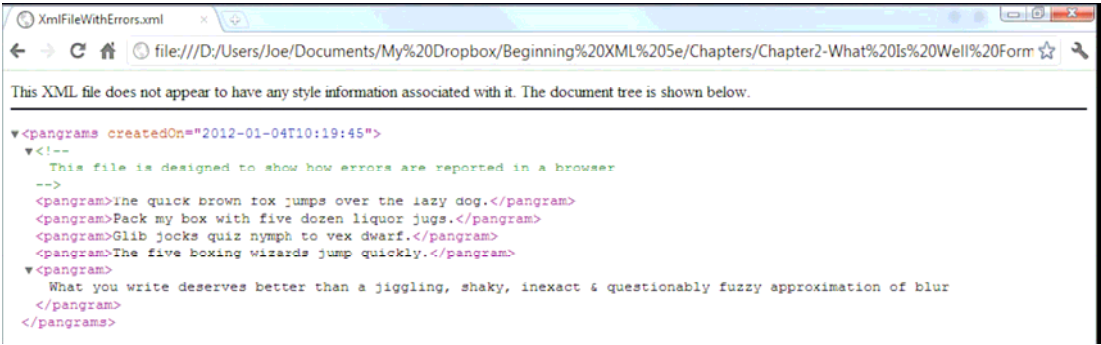 XmlFileWithErrors.xml
file:///D:/Users/Joe/Documents/My%20Dropbox/Beginning%20XML%205e/Chapters/Chapter2-What%20Is%20Well%20Form
This XML file does not appear to have any style information associated with it. The document tree is shown below.
▼<pangrams createdOn="2012-01-04T10:19:45">
▼<!--
This file is designed to show how errors are reported in a browser
-->
<pangram>The quick brown fox jumps over the lazy dog.</pangram>
<pangram>Pack my box with five dozen liquor jugs.</pangram>
<pangram>Glib jocks quiz nymph to vex dwarf.</pangram>
<pangram>The five boxing wizards jump quickly.</pangram>
▼<pangram>
What you write deserves better than a jiggling, shaky, inexact & questionably fuzzy approximation of blur
</pangram>
</pangrams>